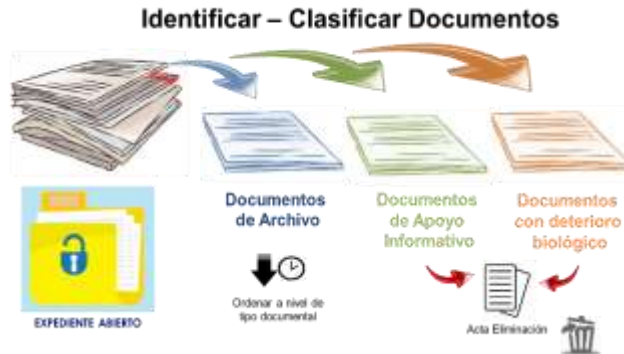 Identificar – Clasificar Documentos
Documentos
de Archivo
Documentos
de Apoyo
Informativo
Documentos
con deterioro
biológico
Ordenar a nivel de
tipo documental
Acta Eliminación
EXPEDIENTE ABIERTO